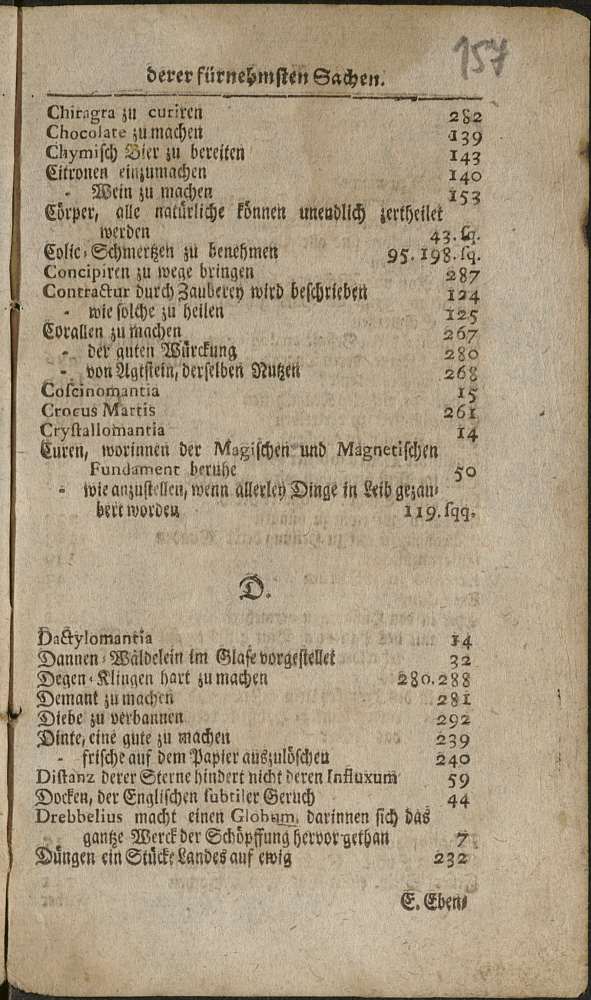 157
derer fürnehmsten Sachen.
Chiragra zu curiren 282
Chocolate zu machen 139
Chymisch Bier zu bereiten 143
Citronen einzumachen 140
- Wein zu machen 153
Cörper, alle natürliche können unendlich zertheilet
werden 43. sq.
Colic-Schmertzen zu benehmen 95. 198. sq.
Concipiren zu wege bringen 287
Contractur durch Zauberey wird beschrieben 124
- wie solche zu heilen 125
Corallen zu machen 267
- der guten Würckung 280
- von Agtstein, derselben Nutzen 268
Coscinomantia 15
Crocus Martis 261
Crystallomantia 14
Curen, worinnen der Magischen und Magnetischen
Fundament beruhe 50
- wie anzustellen, wenn allerley Dinge in Leib gezau-
bert worden 119. sqq.
D.
Dactylomantia 14
Dannen-Wäldelein im Glase vorgestellet 32
Degen-Klingen hart zu machen 280. 288
Demant zu machen 281
Diebe zu verbannen 292
Dinte, eine gute zu machen 239
- frische auf dem Papier auszulöschen 240
Distanz derer Sterne hindert nicht deren Influxum 59
Docken, der Englischen subtiler Geruch 44
Drebbelius macht einen Globum, darinnen sich das
gantze Werck der Schöpffung hervor gethan 7
Düngen ein Stücke Landes auf ewig 232
E. Eben-